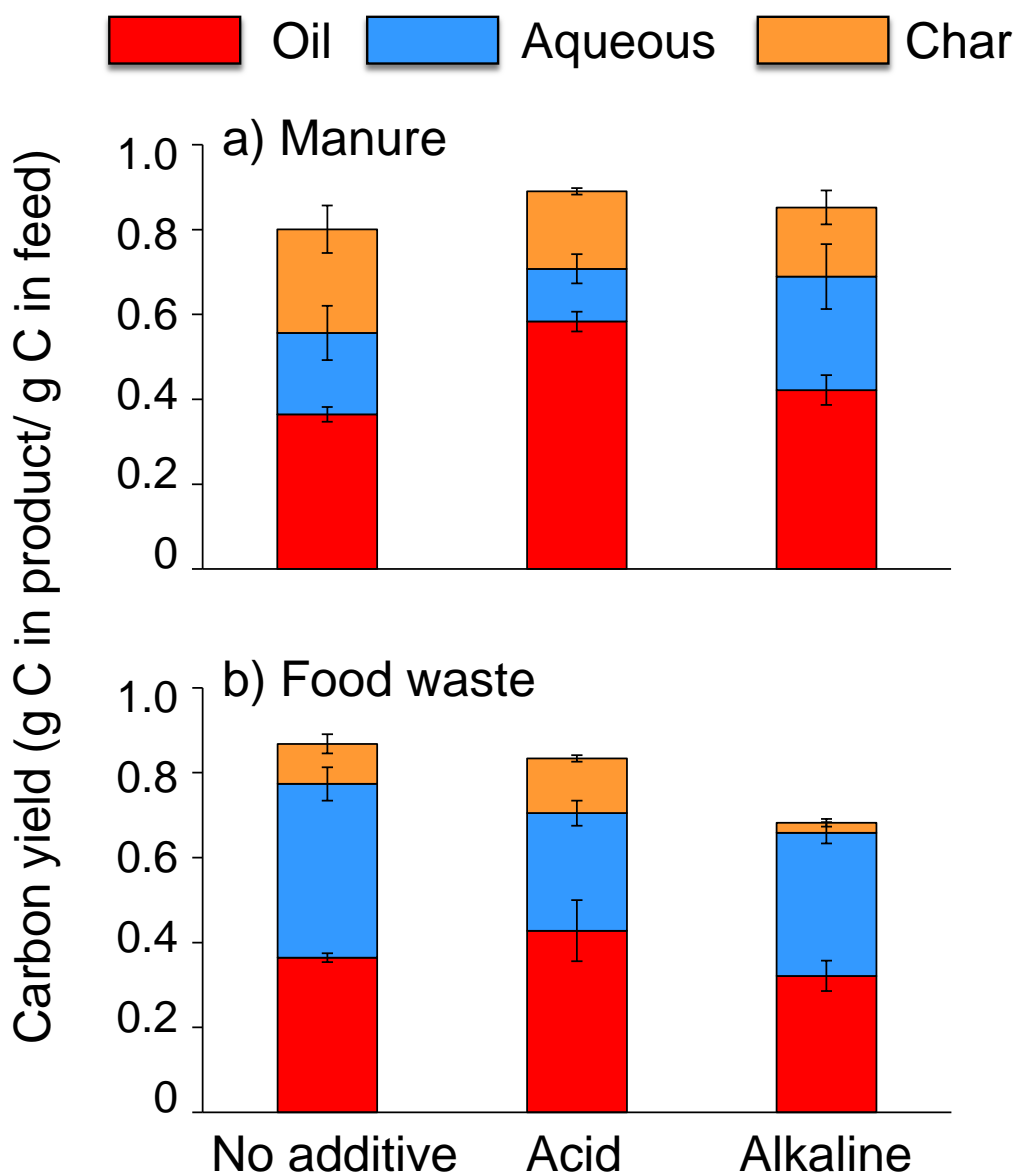 Oil Aqueous Char
Carbon yield (g C in product/ g C in feed)
a) Manure
1.0
0.8
0.6
0.4
0.2
0
b) Food waste
1.0
0.8
0.6
0.4
0.2
0
No additive Acid Alkaline